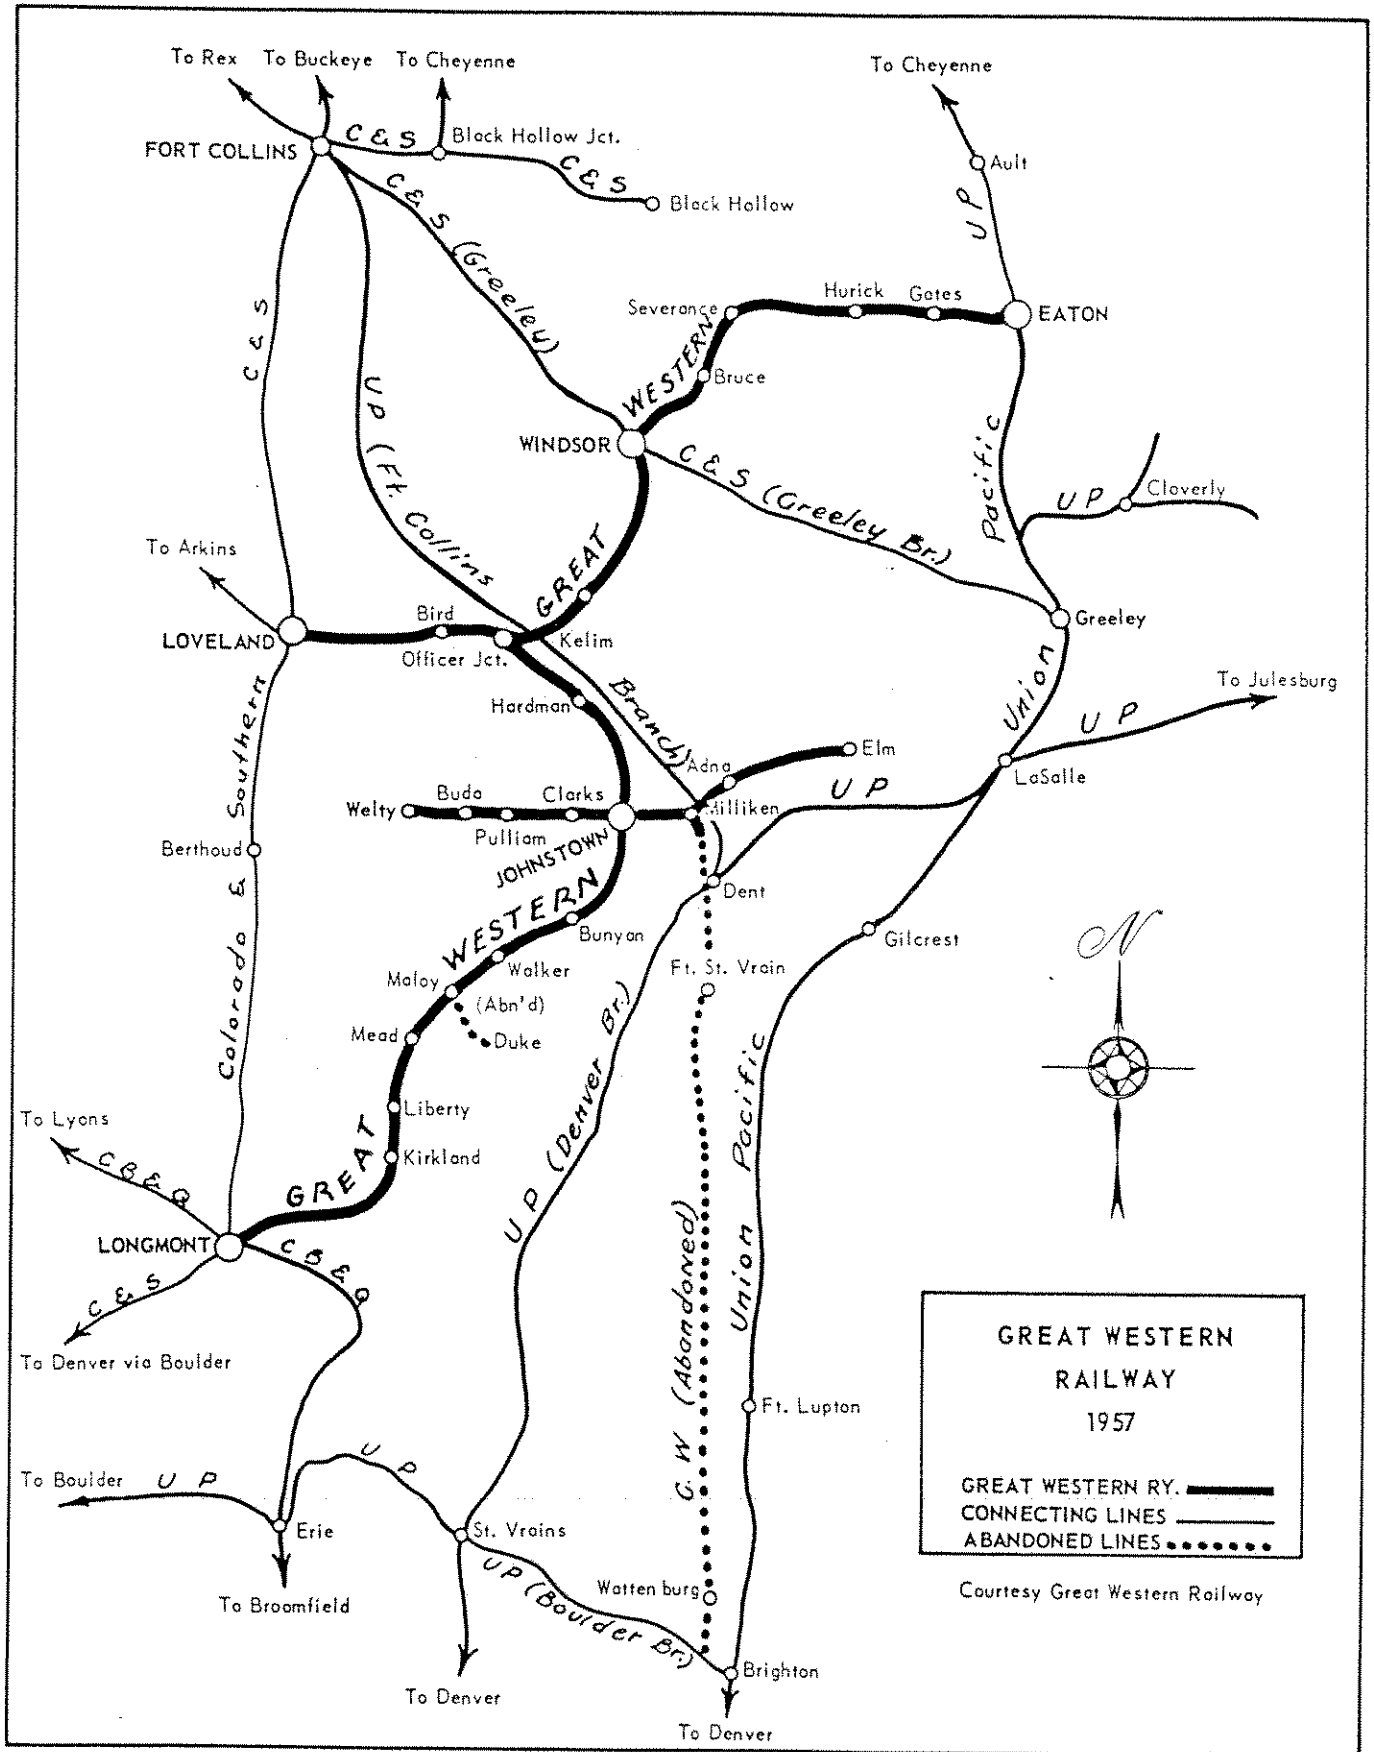 To Rex
To Buckeye
To Cheyenne
To Cheyenne
FORT COLLINS
C & S
Black Hollow Jct.
C & S
Black Hollow
Ault
UP
C & S (Greeley)
C & S
Severance
Hurick
Gates
EATON
WESTERN
Bruce
UP (Ft. Collins
Branch)
WINDSOR
C & S (Greeley Br.)
Pacific
UP
Cloverly
To Arkins
GREAT
Bird
LOVELAND
Officer Jct.
Kelim
Greeley
Hardman
Union
To Julesburg
UP
Colorado & Southern
Adna
Elm
LaSalle
UP
Welty
Buda
Pulliam
Clarks
Milliken
JOHNSTOWN
Berthoud
Dent
WESTERN
Bunyan
Gilcrest
N
Walker
Maloy
(Abn'd)
Ft. St. Vrain
Mead
Duke
Liberty
To Lyons
CB&Q
Kirkland
GREAT
UP (Denver Br.)
Union Pacific
LONGMONT
CB&Q
C & S
To Denver via Boulder
G. W (Abandoned)
Ft. Lupton
To Boulder
UP
UP
Erie
St. Vrains
To Broomfield
UP (Boulder Br.)
Watten burg
Brighton
To Denver
To Denver
GREAT WESTERN
RAILWAY
1957
GREAT WESTERN RY.
CONNECTING LINES
ABANDONED LINES
Courtesy Great Western Railway